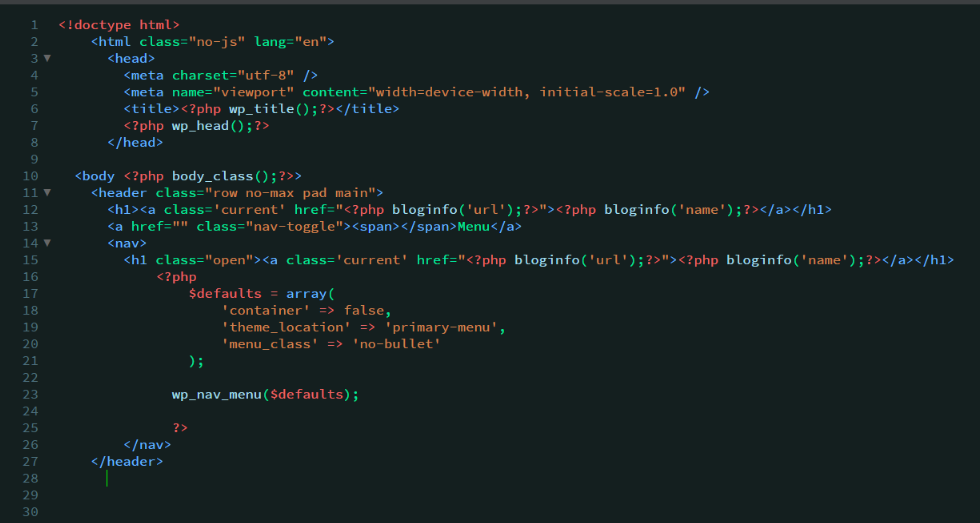 1 <!doctype html>
2 <html class="no-js" lang="en">
3 <head>
4 <meta charset="utf-8" />
5 <meta name="viewport" content="width=device-width, initial-scale=1.0" />
6 <title><?php wp_title();?></title>
7 <?php wp_head();?>
8 </head>
9
10 <body <?php body_class();?>>
11 <header class="row no-max pad main">
12 <h1><a class='current' href="<?php bloginfo('url');?>"><?php bloginfo('name');?></a></h1>
13 <a href="" class="nav-toggle"><span></span>Menu</a>
14 <nav>
15 <h1 class="open"><a class='current' href="<?php bloginfo('url');?>"><?php bloginfo('name');?></a></h1>
16 <?php
17 $defaults = array(
18 'container' => false,
19 'theme_location' => 'primary-menu',
20 'menu_class' => 'no-bullet'
21 );
22
23 wp_nav_menu($defaults);
24
25 ?>
26 </nav>
27 </header>
28
29
30